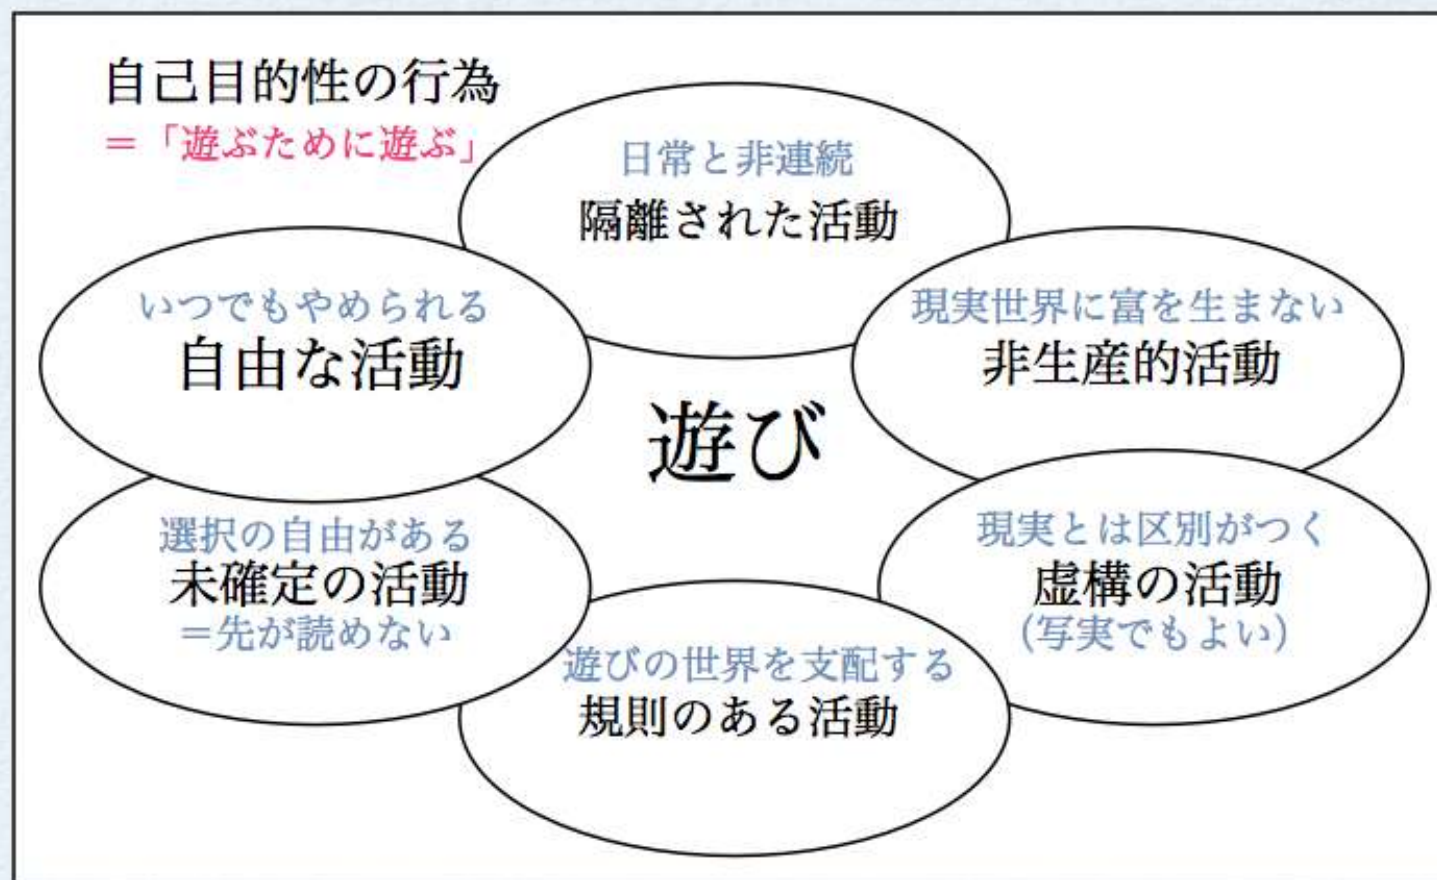 自己目的性の行為
＝「遊ぶために遊ぶ」
日常と非連続
隔離された活動
いつでもやめられる
自由な活動
現実世界に富を生まない
非生産的活動
遊び
選択の自由がある
未確定の活動
＝先が読めない
現実とは区別がつく
虚構の活動
(写実でもよい)
遊びの世界を支配する
規則のある活動